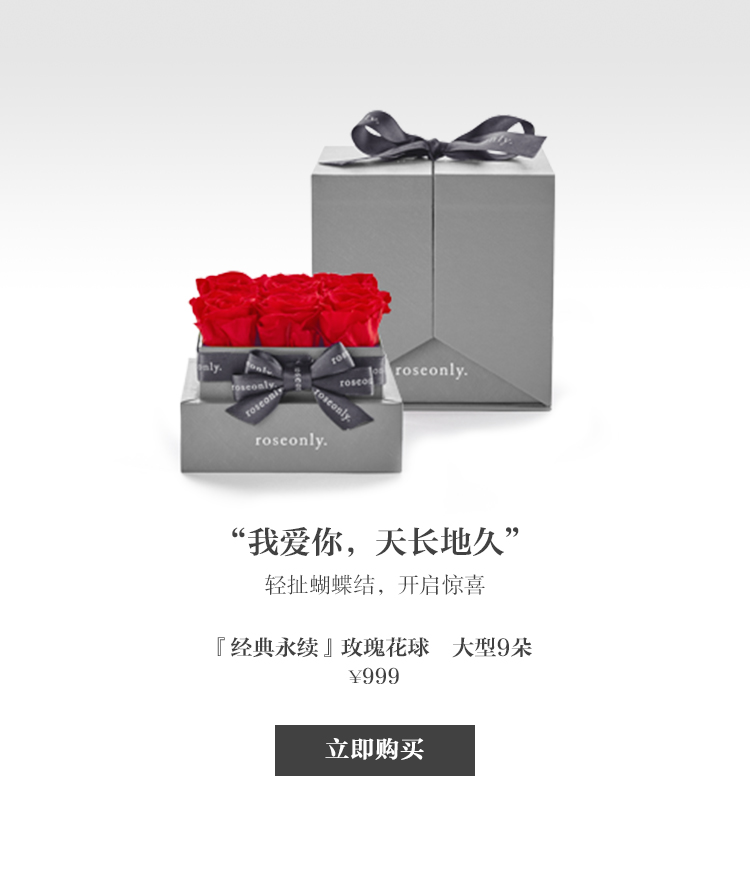 roseonly.
roseonly.
roseonly.
roseonly.
roseonly.
“我爱你，天长地久”
轻扯蝴蝶结，开启惊喜
『经典永续』玫瑰花球 大型9朵
¥999
立即购买